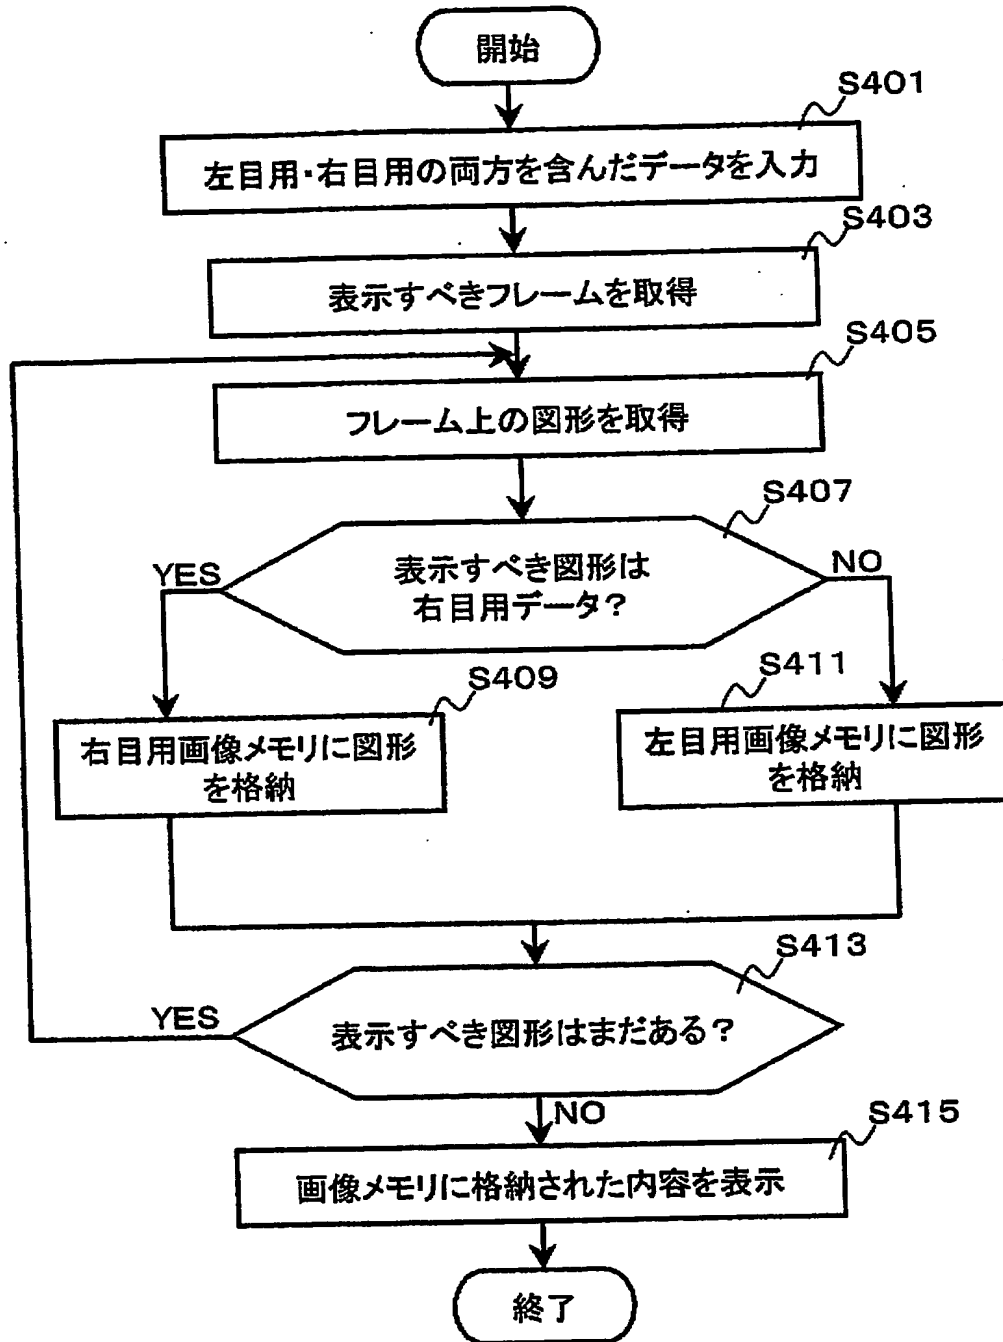 開始
S401
左目用・右目用の両方を含んだデータを入力
S403
表示すべきフレームを取得
S405
フレーム上の図形を取得
S407
表示すべき図形は
右目用データ？
YES
NO
S409
右目用画像メモリに図形
を格納
S411
左目用画像メモリに図形
を格納
S413
表示すべき図形はまだある？
YES
NO
S415
画像メモリに格納された内容を表示
終了